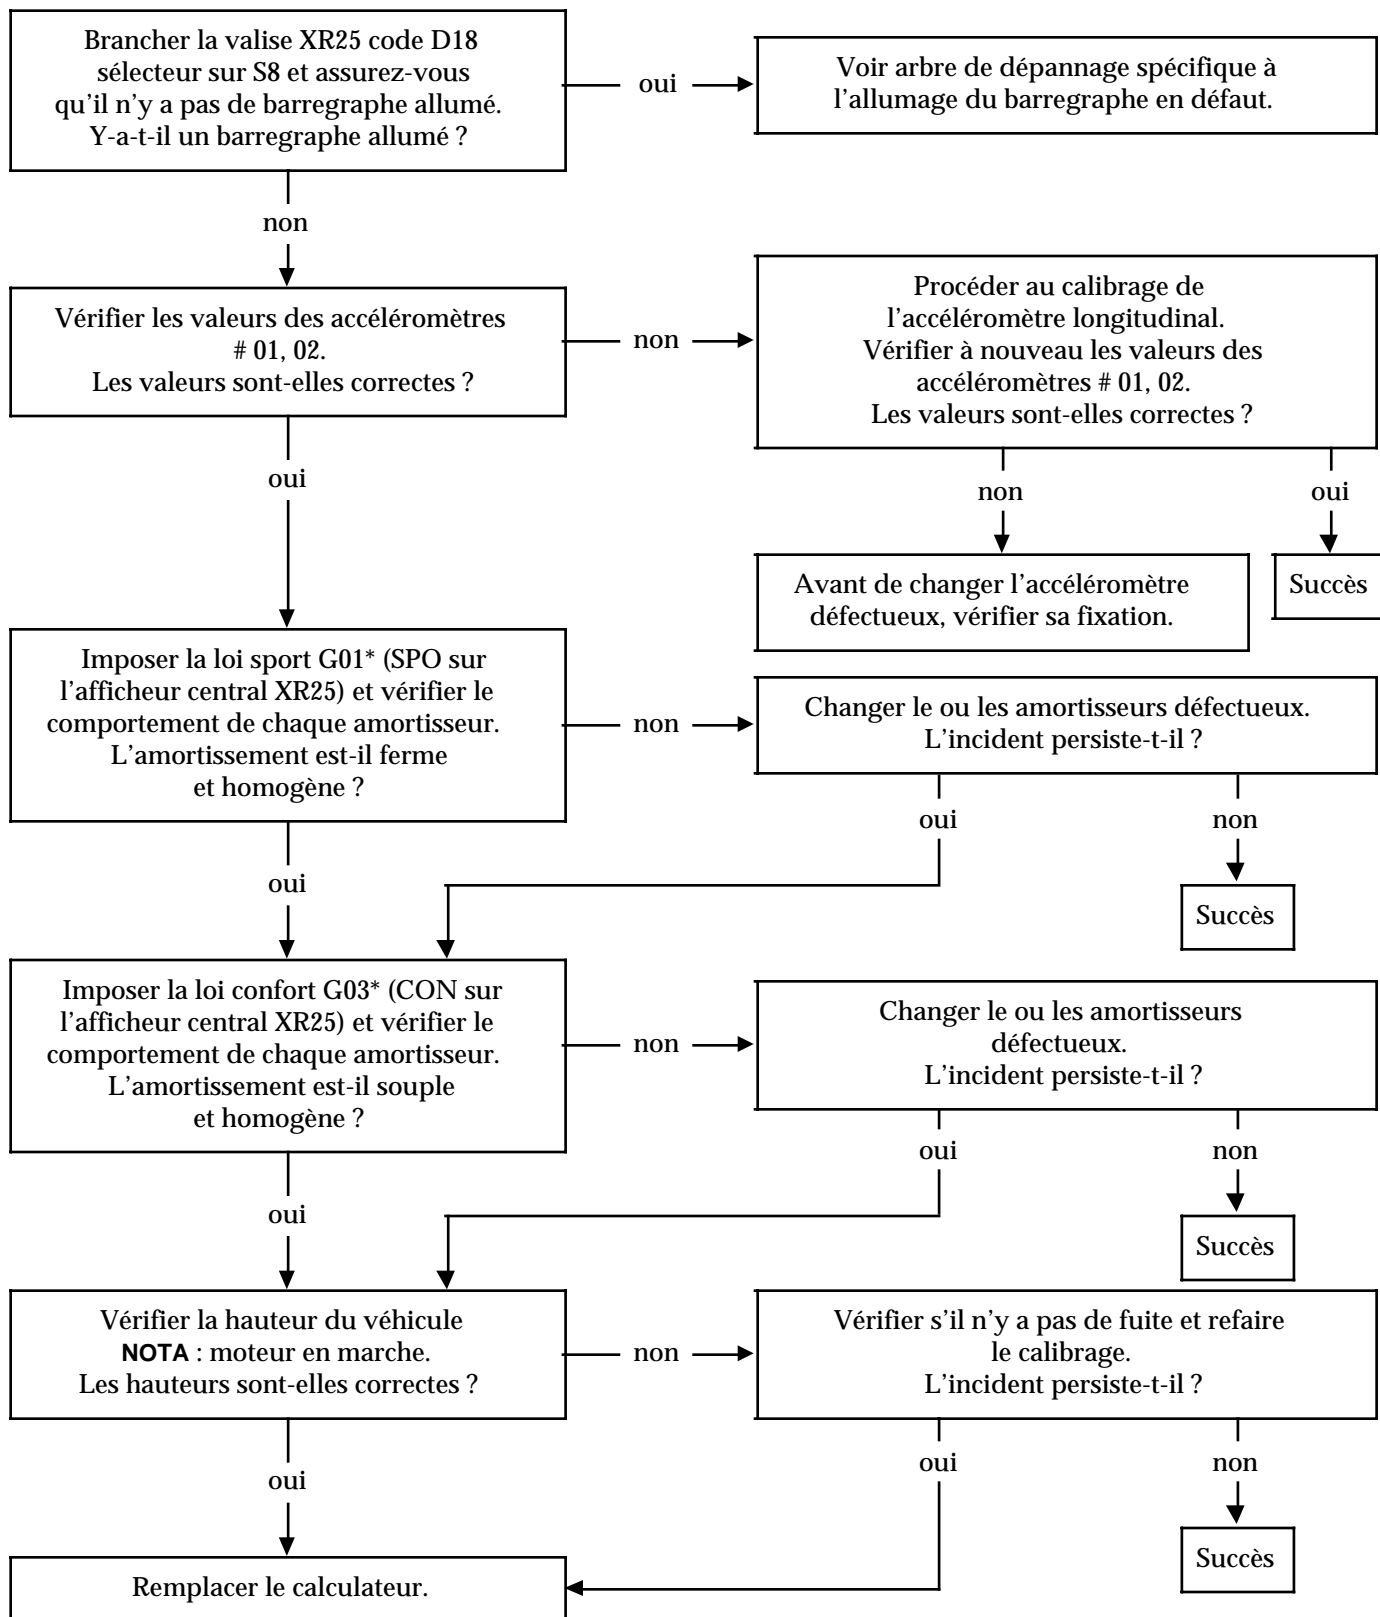 Brancher la valise XR25 code D18
sélecteur sur S8 et assurez-vous
qu'il n'y a pas de barregraphe allumé.
Y-a-t-il un barregraphe allumé ?
oui
Voir arbre de dépannage spécifique à
l'allumage du barregraphe en défaut.
non
Vérifier les valeurs des accéléromètres
# 01, 02.
Les valeurs sont-elles correctes ?
non
Procéder au calibrage de
l'accéléromètre longitudinal.
Vérifier à nouveau les valeurs des
accéléromètres # 01, 02.
Les valeurs sont-elles correctes ?
oui
non
oui
Avant de changer l'accéléromètre
défectueux, vérifier sa fixation.
Succès
Imposer la loi sport G01* (SPO sur
l'afficheur central XR25) et vérifier le
comportement de chaque amortisseur.
L'amortissement est-il ferme
et homogène ?
non
Changer le ou les amortisseurs défectueux.
L'incident persiste-t-il ?
oui
non
oui
Succès
Imposer la loi confort G03* (CON sur
l'afficheur central XR25) et vérifier le
comportement de chaque amortisseur.
L'amortissement est-il souple
et homogène ?
non
Changer le ou les amortisseurs
défectueux.
L'incident persiste-t-il ?
oui
non
oui
Succès
Vérifier la hauteur du véhicule
NOTA : moteur en marche.
Les hauteurs sont-elles correctes ?
non
Vérifier s'il n'y a pas de fuite et refaire
le calibrage.
L'incident persiste-t-il ?
oui
non
oui
Succès
Remplacer le calculateur.